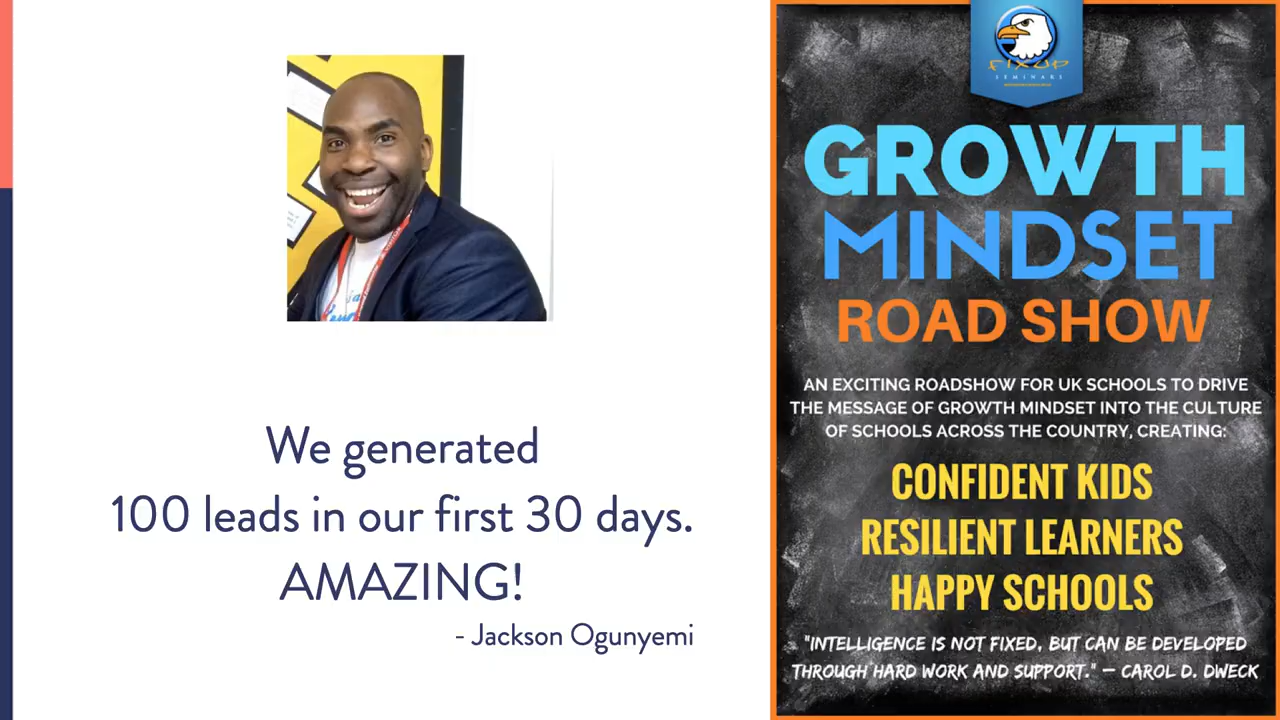 We generated
100 leads in our first 30 days.
AMAZING!
- Jackson Ogunyemi
FIXUP
SEMINARS
GROWTH
MINDSET
ROAD SHOW
AN EXCITING ROADSHOW FOR UK SCHOOLS TO DRIVE
THE MESSAGE OF GROWTH MINDSET INTO THE CULTURE
OF SCHOOLS ACROSS THE COUNTRY, CREATING:
CONFIDENT KIDS
RESILIENT LEARNERS
HAPPY SCHOOLS
"INTELLIGENCE IS NOT FIXED, BUT CAN BE DEVELOPED
THROUGH HARD WORK AND SUPPORT." – CAROL D. DWECK